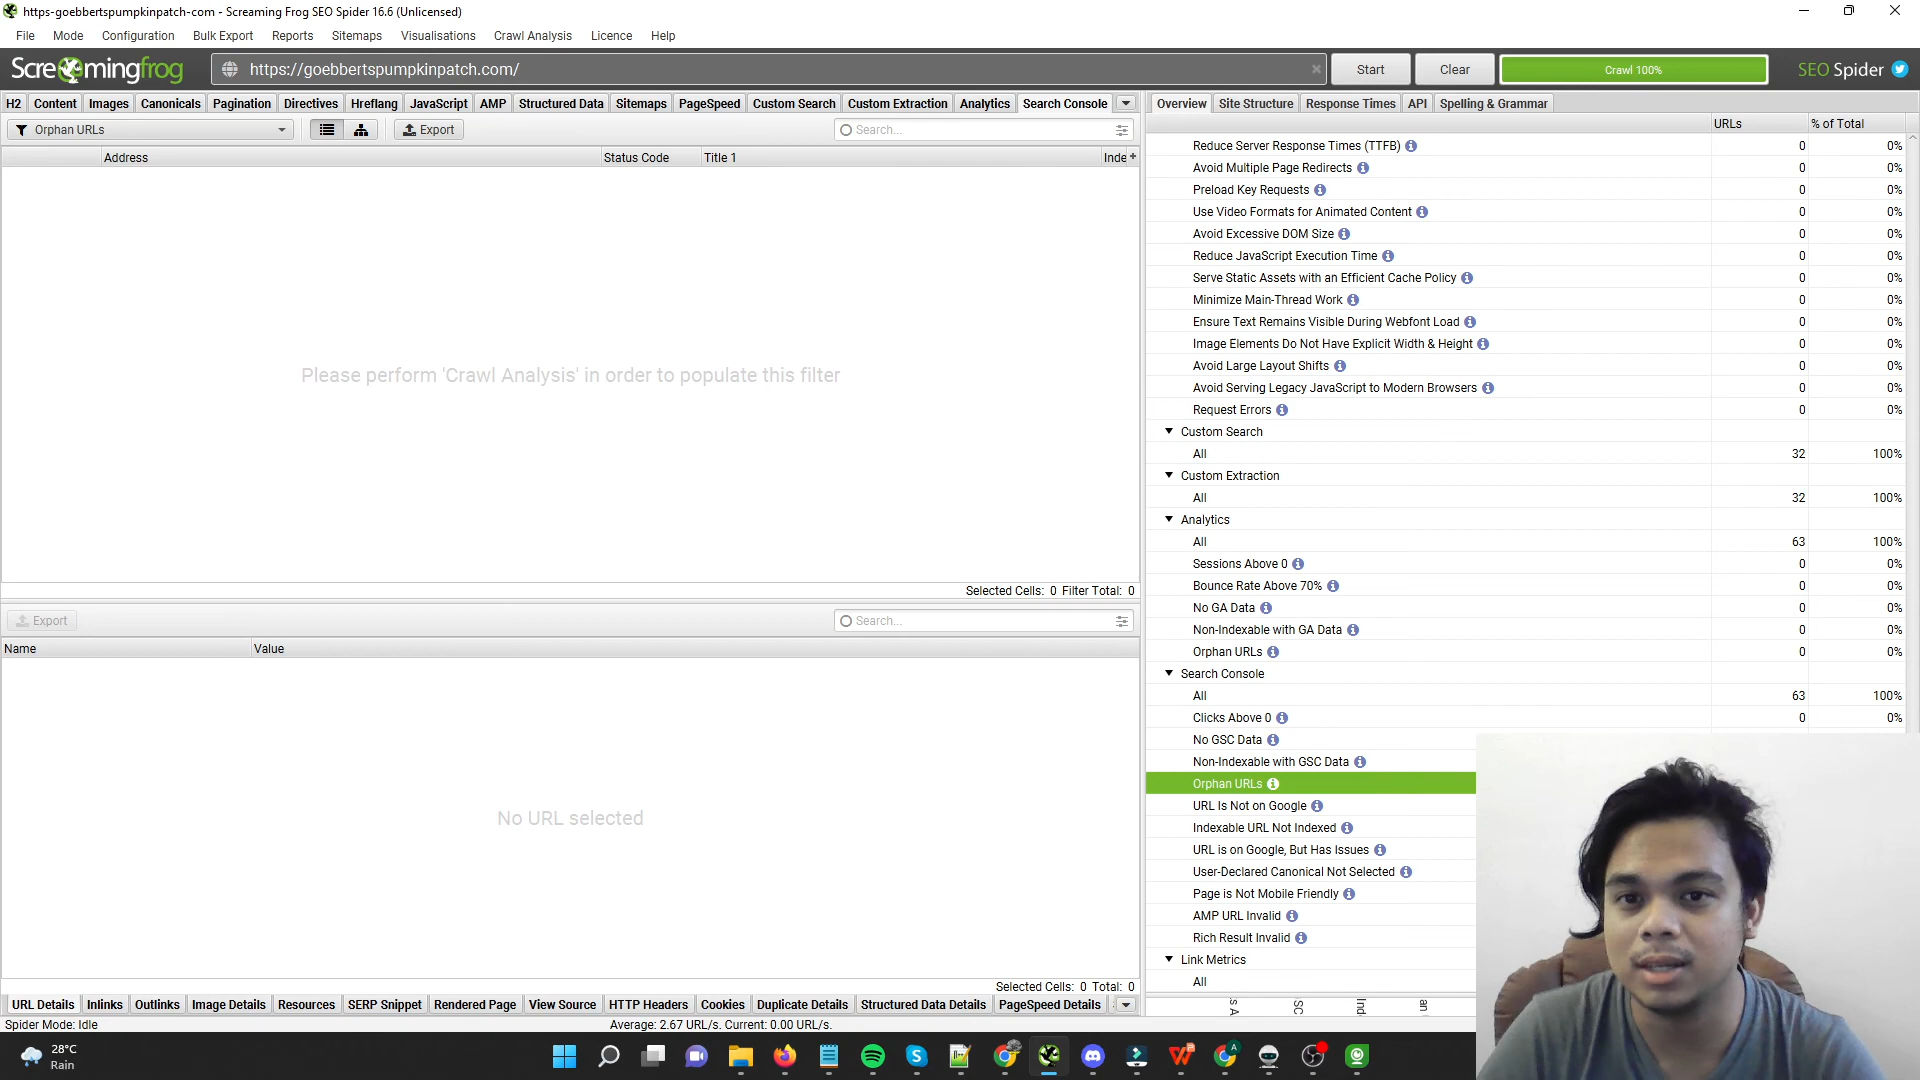 https-goebbertspumpkinpatch-com - Screaming Frog SEO Spider 16.6 (Unlicensed)
File Mode Configuration Bulk Export Reports Sitemaps Visualisations Crawl Analysis Licence Help
Screamingfrog https://goebbertspumpkinpatch.com/ Start Clear Crawl 100% SEO Spider
H2 Content Images Canonicals Pagination Directives Hreflang JavaScript AMP Structured Data Sitemaps PageSpeed Custom Search Custom Extraction Analytics Search Console
Orphan URLs Export Search...
Address Status Code Title 1 Inde
Please perform 'Crawl Analysis' in order to populate this filter
Selected Cells: 0 Filter Total: 0
Export Search...
Name Value
No URL selected
Selected Cells: 0 Total: 0
URL Details Inlinks Outlinks Image Details Resources SERP Snippet Rendered Page View Source HTTP Headers Cookies Duplicate Details Structured Data Details PageSpeed Details
Spider Mode: Idle Average: 2.67 URL/s. Current: 0.00 URL/s.
Overview Site Structure Response Times API Spelling & Grammar
URLs % of Total
Reduce Server Response Times (TTFB) 0 0%
Avoid Multiple Page Redirects 0 0%
Preload Key Requests 0 0%
Use Video Formats for Animated Content 0 0%
Avoid Excessive DOM Size 0 0%
Reduce JavaScript Execution Time 0 0%
Serve Static Assets with an Efficient Cache Policy 0 0%
Minimize Main-Thread Work 0 0%
Ensure Text Remains Visible During Webfont Load 0 0%
Image Elements Do Not Have Explicit Width & Height 0 0%
Avoid Large Layout Shifts 0 0%
Avoid Serving Legacy JavaScript to Modern Browsers 0 0%
Request Errors 0 0%
Custom Search
All 32 100%
Custom Extraction
All 32 100%
Analytics
All 63 100%
Sessions Above 0 0 0%
Bounce Rate Above 70% 0 0%
No GA Data 0 0%
Non-Indexable with GA Data 0 0%
Orphan URLs 0 0%
Search Console
All 63 100%
Clicks Above 0 0 0%
No GSC Data
Non-Indexable with GSC Data
Orphan URLs
URL Is Not on Google
Indexable URL Not Indexed
URL is on Google, But Has Issues
User-Declared Canonical Not Selected
Page is Not Mobile Friendly
AMP URL Invalid
Rich Result Invalid
Link Metrics
All
28°C
Rain